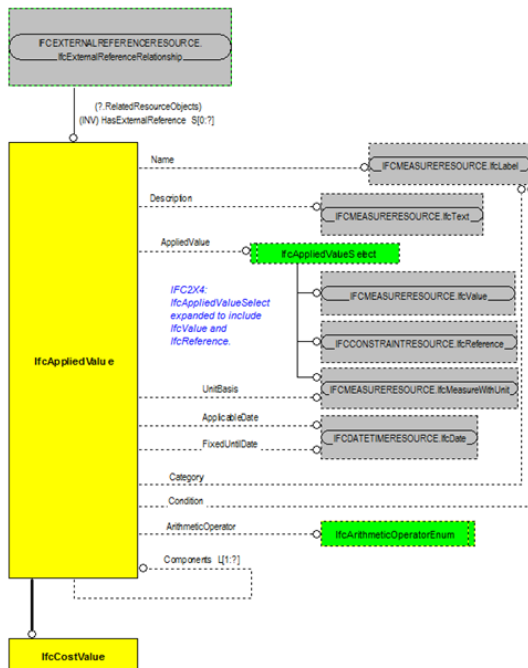 IFCEXTERNALREFERENCERESOURCE.
IfcExternalReferenceRelationship
(?.RelatedResourceObjects)
(INV) HasExternalReference S[0:?]
Name
IFCMEASURERESOURCE.IfcLabel
Description
IFCMEASURERESOURCE.IfcText
AppliedValue
IfcAppliedValueSelect
IFC2X4:
IfcAppliedValueSelect
expanded to include
IfcValue and
IfcReference.
IFCMEASURERESOURCE.IfcValue
IFCCONSTRAINTRESOURCE.IfcReference
IfcAppliedValue
UnitBasis
IFCMEASURERESOURCE.IfcMeasureWithUnit
ApplicableDate
IFCDATETIMERESOURCE.IfcDate
FixedUntilDate
Category
Condition
ArithmeticOperator
IfcArithmeticOperatorEnum
Components L[1:?]
IfcCostValue